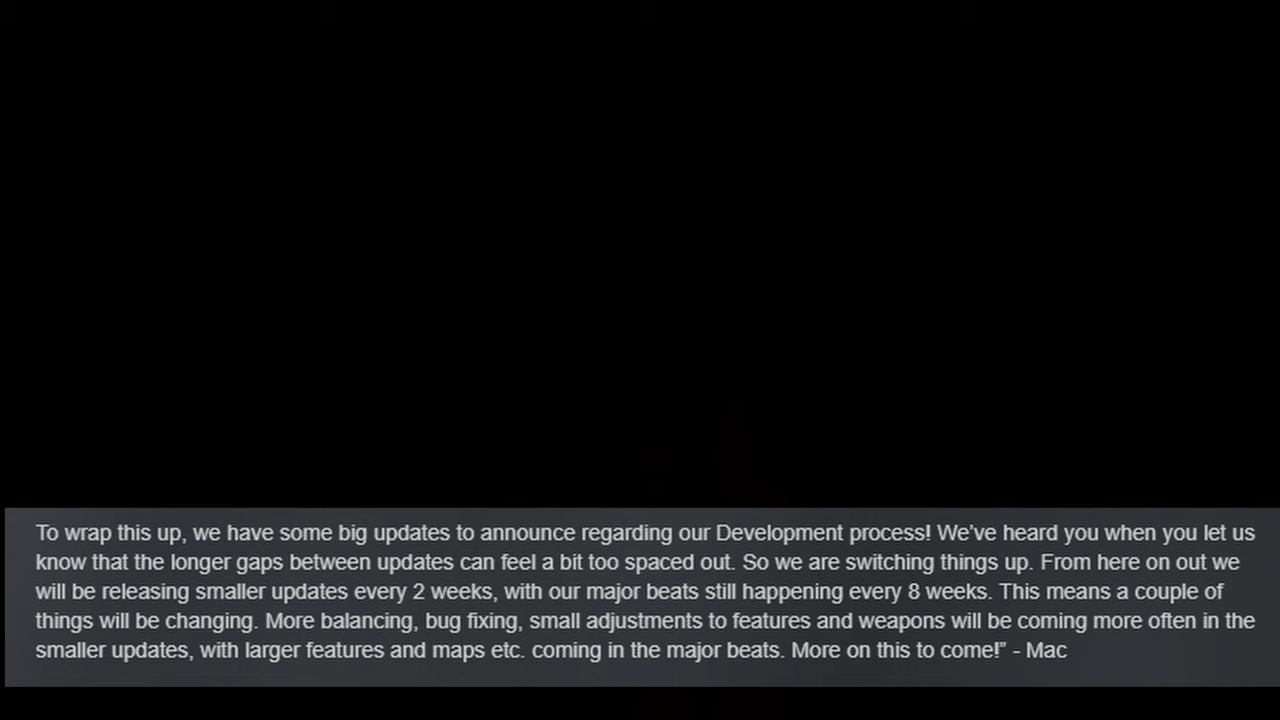 To wrap this up, we have some big updates to announce regarding our Development process! We've heard you when you let us
know that the longer gaps between updates can feel a bit too spaced out. So we are switching things up. From here on out we
will be releasing smaller updates every 2 weeks, with our major beats still happening every 8 weeks. This means a couple of
things will be changing. More balancing, bug fixing, small adjustments to features and weapons will be coming more often in the
smaller updates, with larger features and maps etc. coming in the major beats. More on this to come!" - Mac